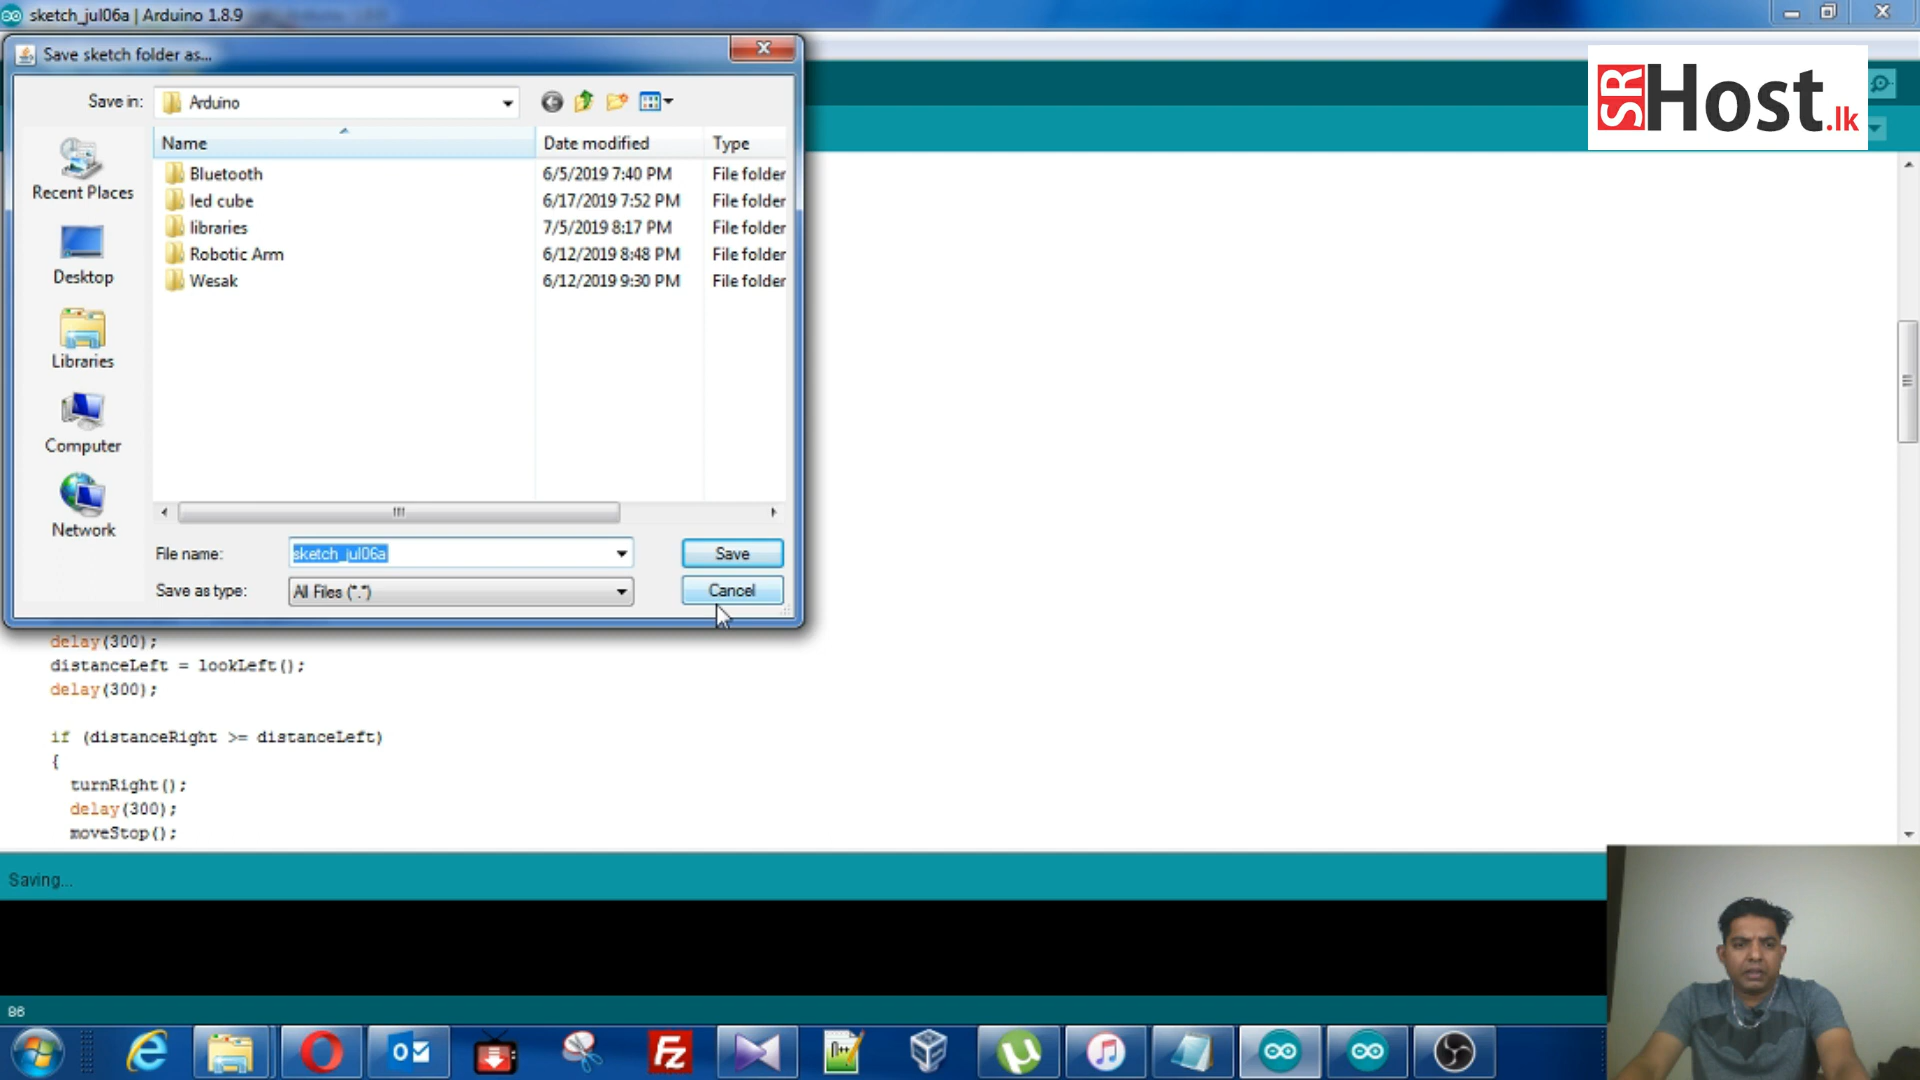 sketch_jul06a | Arduino 1.8.9
Save sketch folder as...
SR Host.lk
Save in: Arduino
Name Date modified Type
Bluetooth 6/5/2019 7:40 PM File folder
led cube 6/17/2019 7:52 PM File folder
libraries 7/5/2019 8:17 PM File folder
Robotic Arm 6/12/2019 8:48 PM File folder
Wesak 6/12/2019 9:30 PM File folder
Recent Places
Desktop
Libraries
Computer
Network
File name: sketch_jul06a Save
Save as type: All Files (*.*) Cancel
delay(300);
distanceLeft = lookLeft();
delay(300);
if (distanceRight >= distanceLeft)
{
turnRight();
delay(300);
moveStop();
Saving...
86